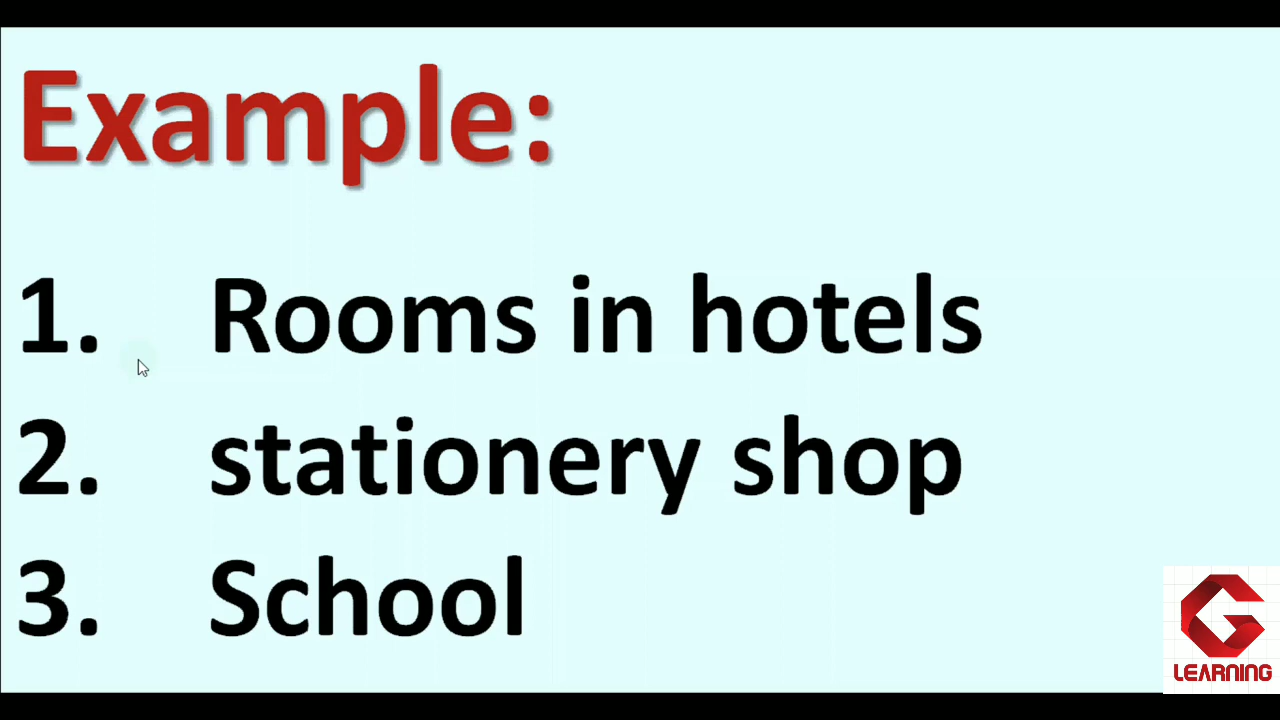 Example:
1. Rooms in hotels
2. stationery shop
3. School
LEARNING